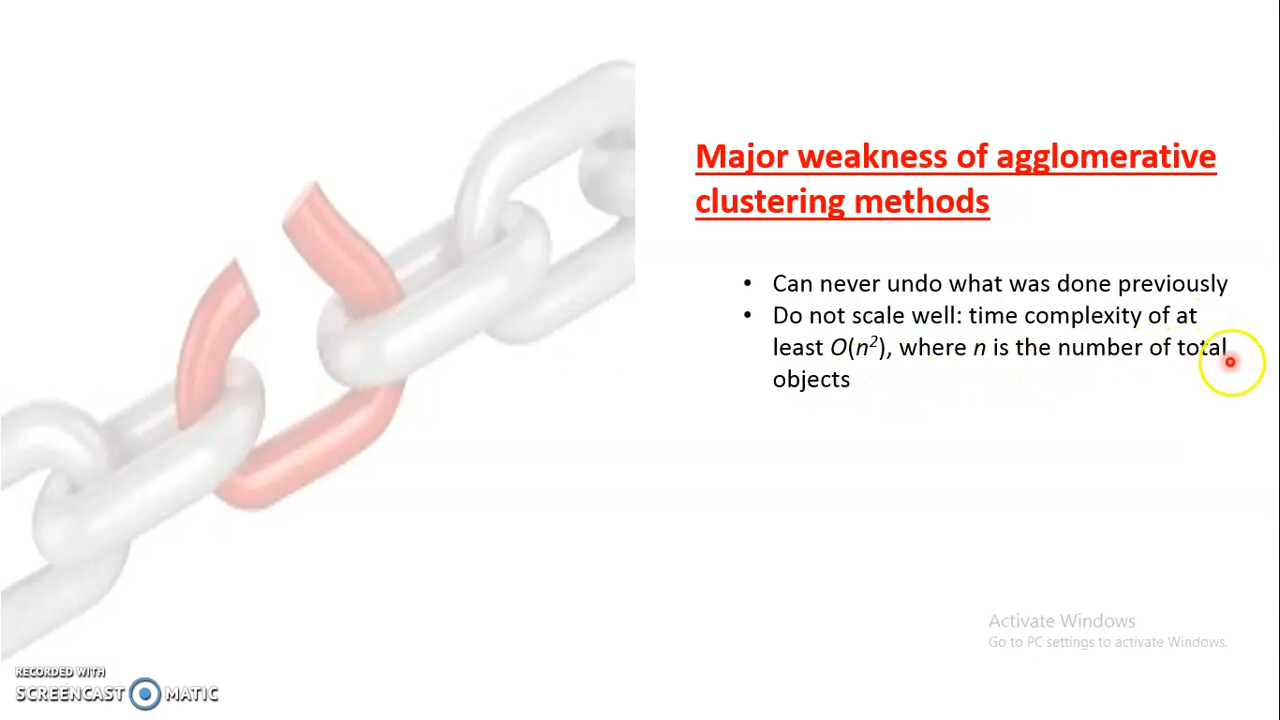 Major weakness of agglomerative
clustering methods
• Can never undo what was done previously
• Do not scale well: time complexity of at
least O(n²), where n is the number of total
objects
Activate Windows
Go to PC settings to activate Windows.
RECORDED WITH
SCREENCAST MATIC